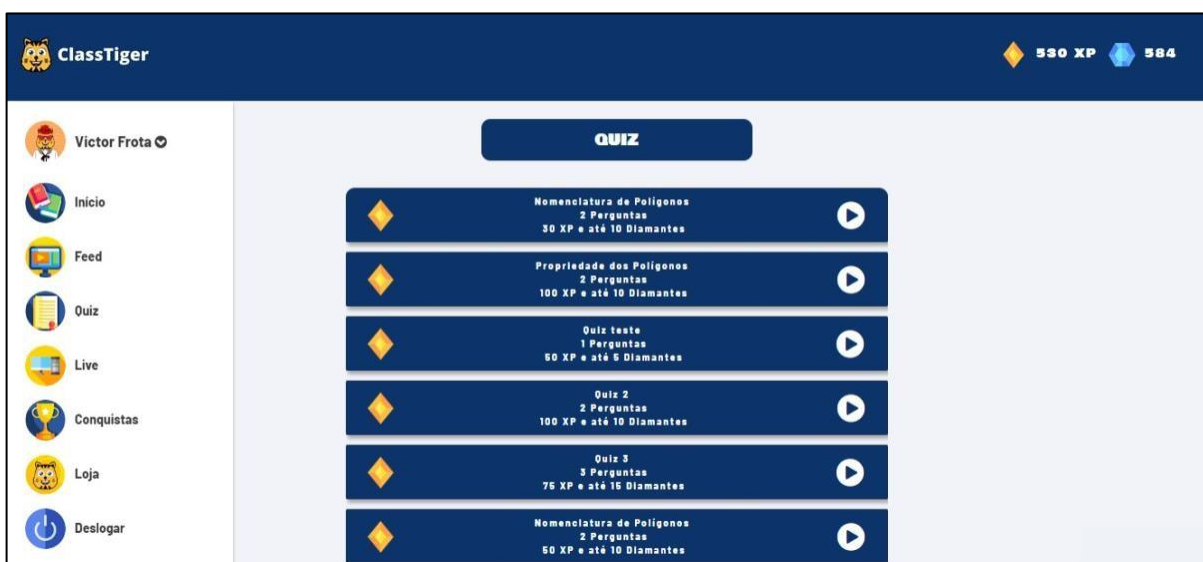 ClassTiger
530 XP
584
Victor Frota
Início
Feed
Quiz
Live
Conquistas
Loja
Deslogar
QUIZ
Nomenclatura de Polígonos
2 Perguntas
30 XP e até 10 Diamantes
Propriedade dos Polígonos
2 Perguntas
100 XP e até 10 Diamantes
Quiz teste
1 Perguntas
50 XP e até 5 Diamantes
Quiz 2
2 Perguntas
100 XP e até 10 Diamantes
Quiz 3
3 Perguntas
75 XP e até 15 Diamantes
Nomenclatura de Polígonos
2 Perguntas
50 XP e até 10 Diamantes